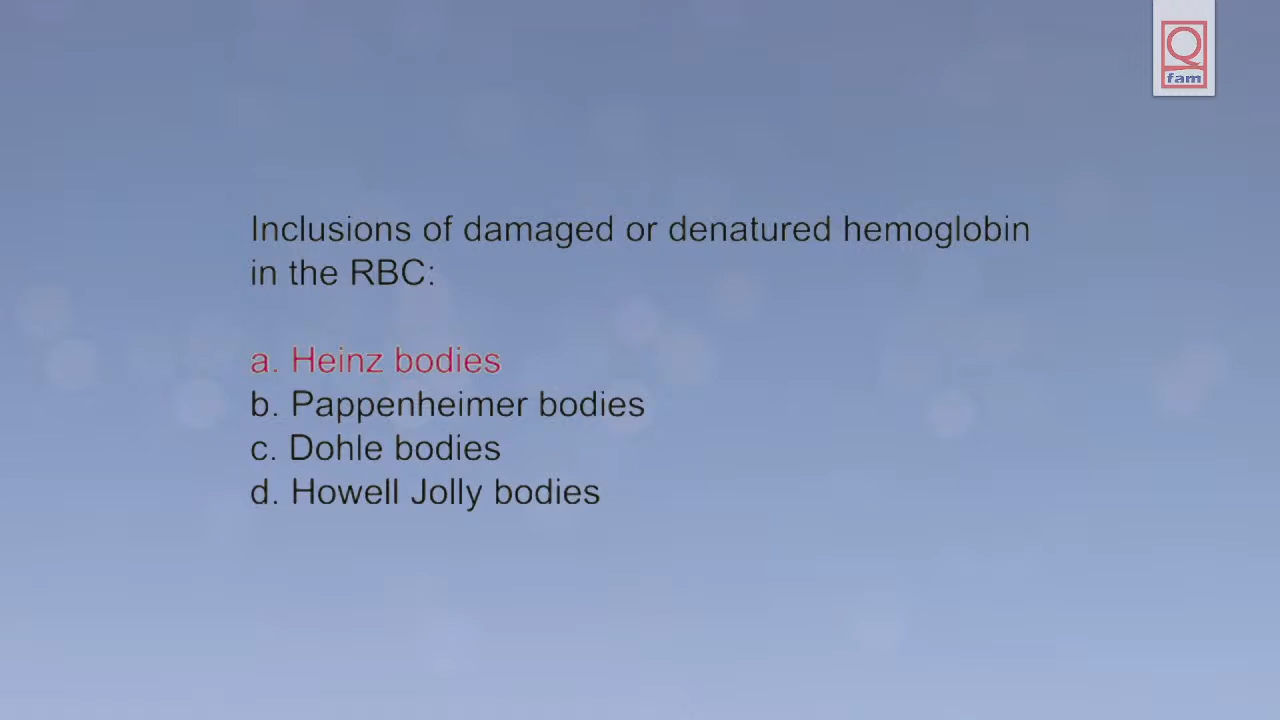 Q
fam
Inclusions of damaged or denatured hemoglobin
in the RBC:
a. Heinz bodies
b. Pappenheimer bodies
c. Dohle bodies
d. Howell Jolly bodies